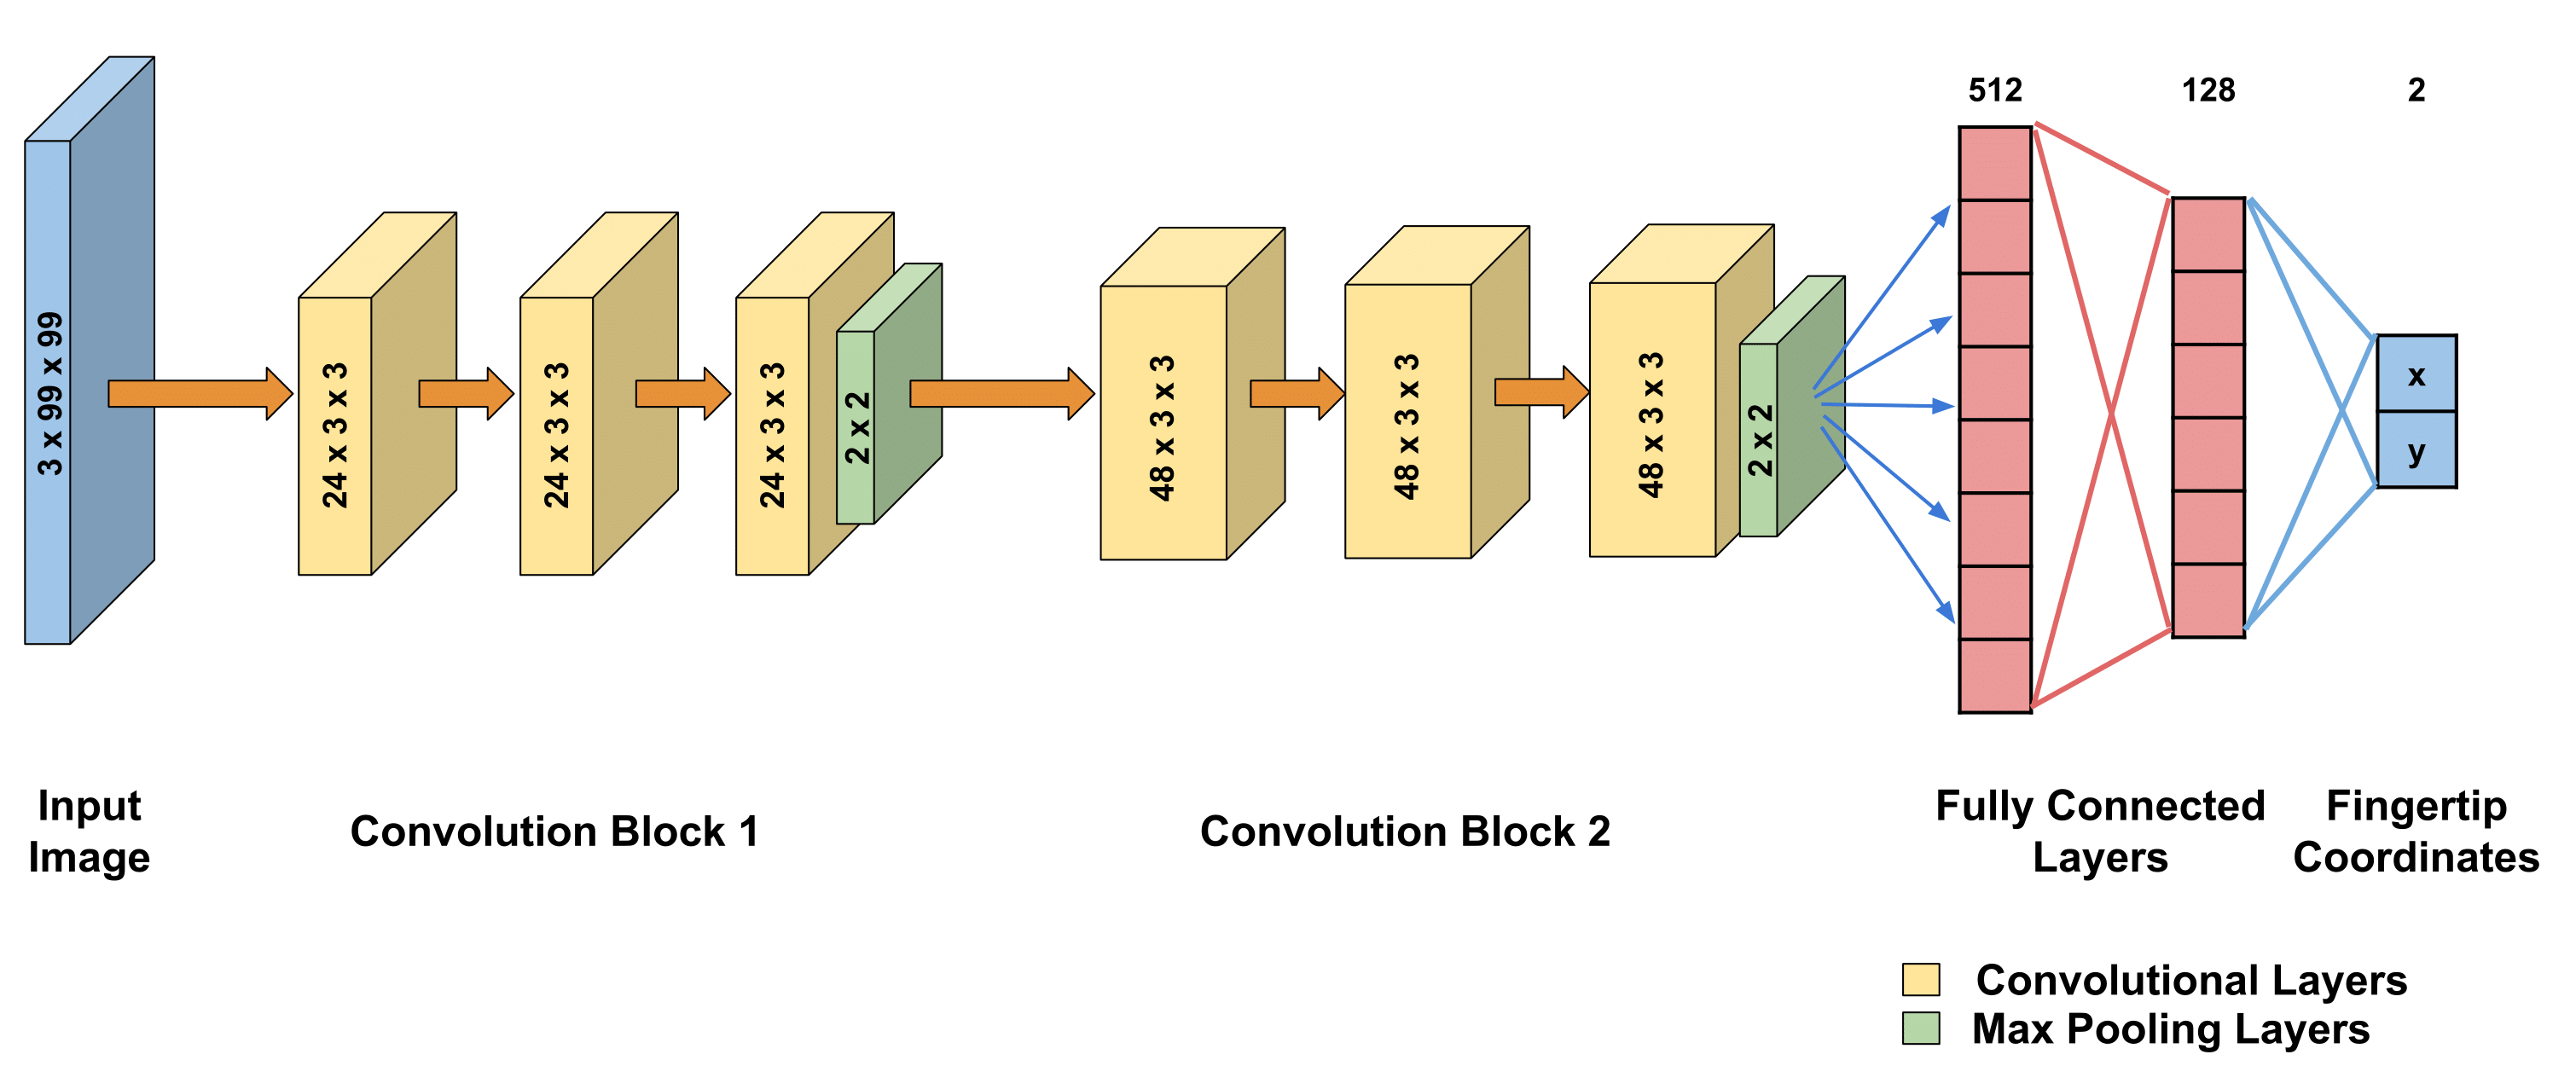 512
128
2
3 x 99 x 99
24 x 3 x 3
24 x 3 x 3
24 x 3 x 3
2 x 2
48 x 3 x 3
48 x 3 x 3
48 x 3 x 3
2 x 2
x
y
Input
Image
Convolution Block 1
Convolution Block 2
Fully Connected
Layers
Fingertip
Coordinates
Convolutional Layers
Max Pooling Layers